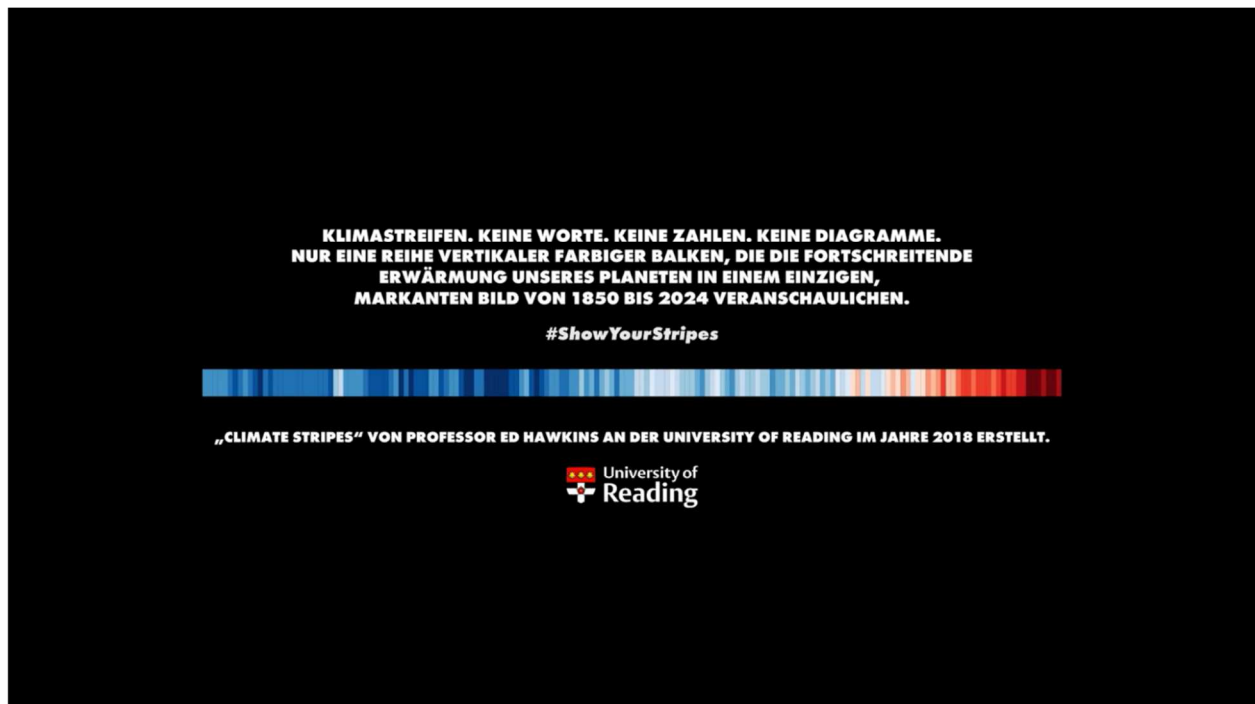 KLIMASTREIFEN. KEINE WORTE. KEINE ZAHLEN. KEINE DIAGRAMME.
NUR EINE REIHE VERTIKALER FARBIGER BALKEN, DIE DIE FORTSCHREITENDE
ERWÄRMUNG UNSERES PLANETEN IN EINEM EINZIGEN,
MARKANTEN BILD VON 1850 BIS 2024 VERANSCHAULICHEN.
#ShowYourStripes
„CLIMATE STRIPES“ VON PROFESSOR ED HAWKINS AN DER UNIVERSITY OF READING IM JAHRE 2018 ERSTELLT.
University of
Reading